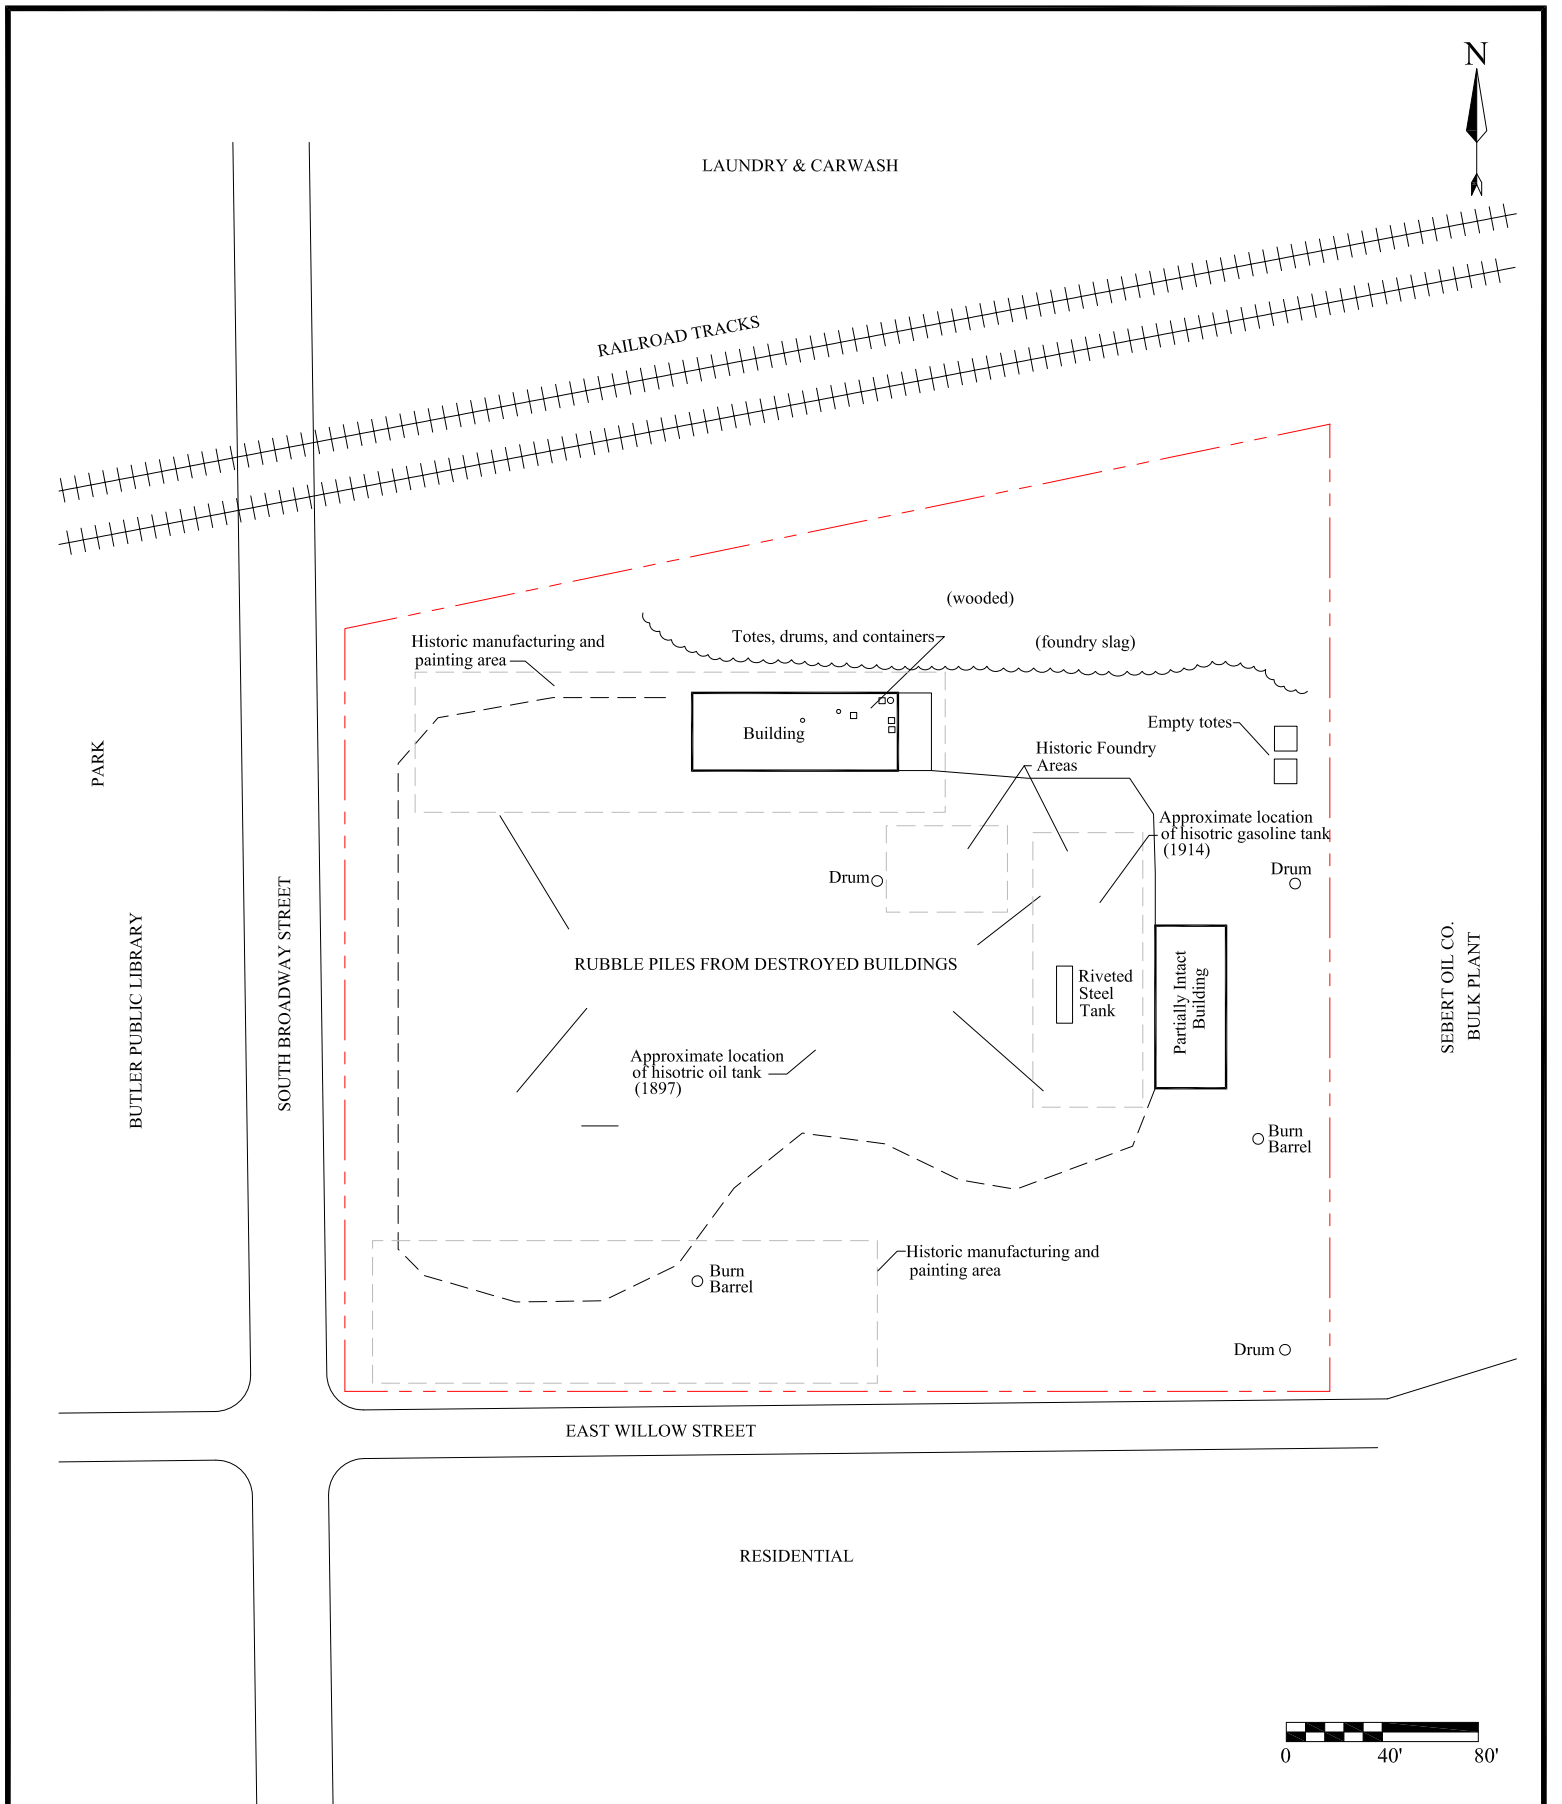 N
LAUNDRY & CARWASH
RAILROAD TRACKS
(wooded)
Totes, drums, and containers
(foundry slag)
Historic manufacturing and
painting area
Building
Empty totes
Historic Foundry
Areas
PARK
Approximate location
of hisotric gasoline tank
(1914)
Drum
Drum
BUTLER PUBLIC LIBRARY
SOUTH BROADWAY STREET
RUBBLE PILES FROM DESTROYED BUILDINGS
Riveted
Steel
Tank
Partially Intact
Building
SEBERT OIL CO.
BULK PLANT
Approximate location
of hisotric oil tank
(1897)
Burn
Barrel
Historic manufacturing and
painting area
Burn
Barrel
Drum
EAST WILLOW STREET
RESIDENTIAL
0 40' 80'